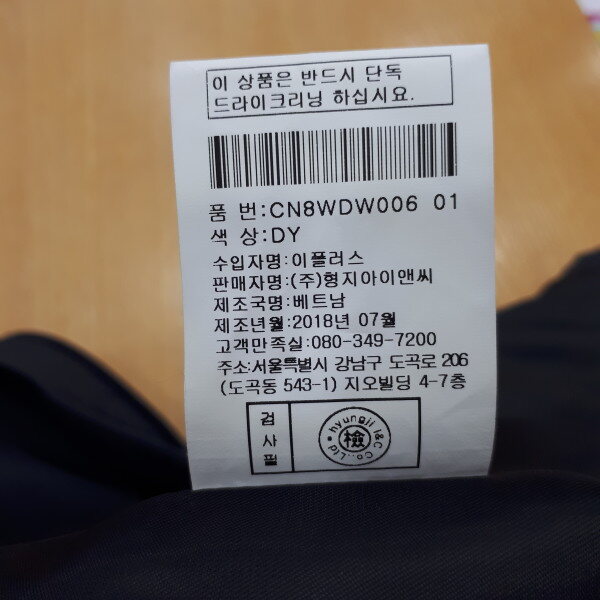 이 상품은 반드시 단독
드라이크리닝 하십시요.
품 번:CN8WDW006 01
색 상:DY
수입자명:이플러스
판매자명:(주)형지아이앤씨
제조국명:베트남
제조년월:2018년 07월
고객만족실:080-349-7200
주소:서울특별시 강남구 도곡로 206
(도곡동 543-1) 지오빌딩 4-7층
검사필
hyungji I&C Co.,Ltd.
檢